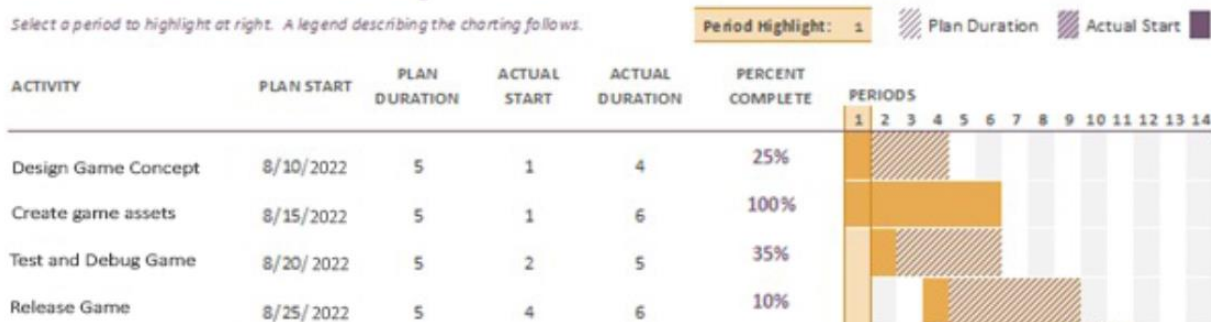 Select a period to highlight at right. A legend describing the charting follows.
Period Highlight: 1 Plan Duration Actual Start
ACTIVITY PLAN START PLAN DURATION ACTUAL START ACTUAL DURATION PERCENT COMPLETE PERIODS
1 2 3 4 5 6 7 8 9 10 11 12 13 14
Design Game Concept 8/10/2022 5 1 4 25%
Create game assets 8/15/2022 5 1 6 100%
Test and Debug Game 8/20/2022 5 2 5 35%
Release Game 8/25/2022 5 4 6 10%